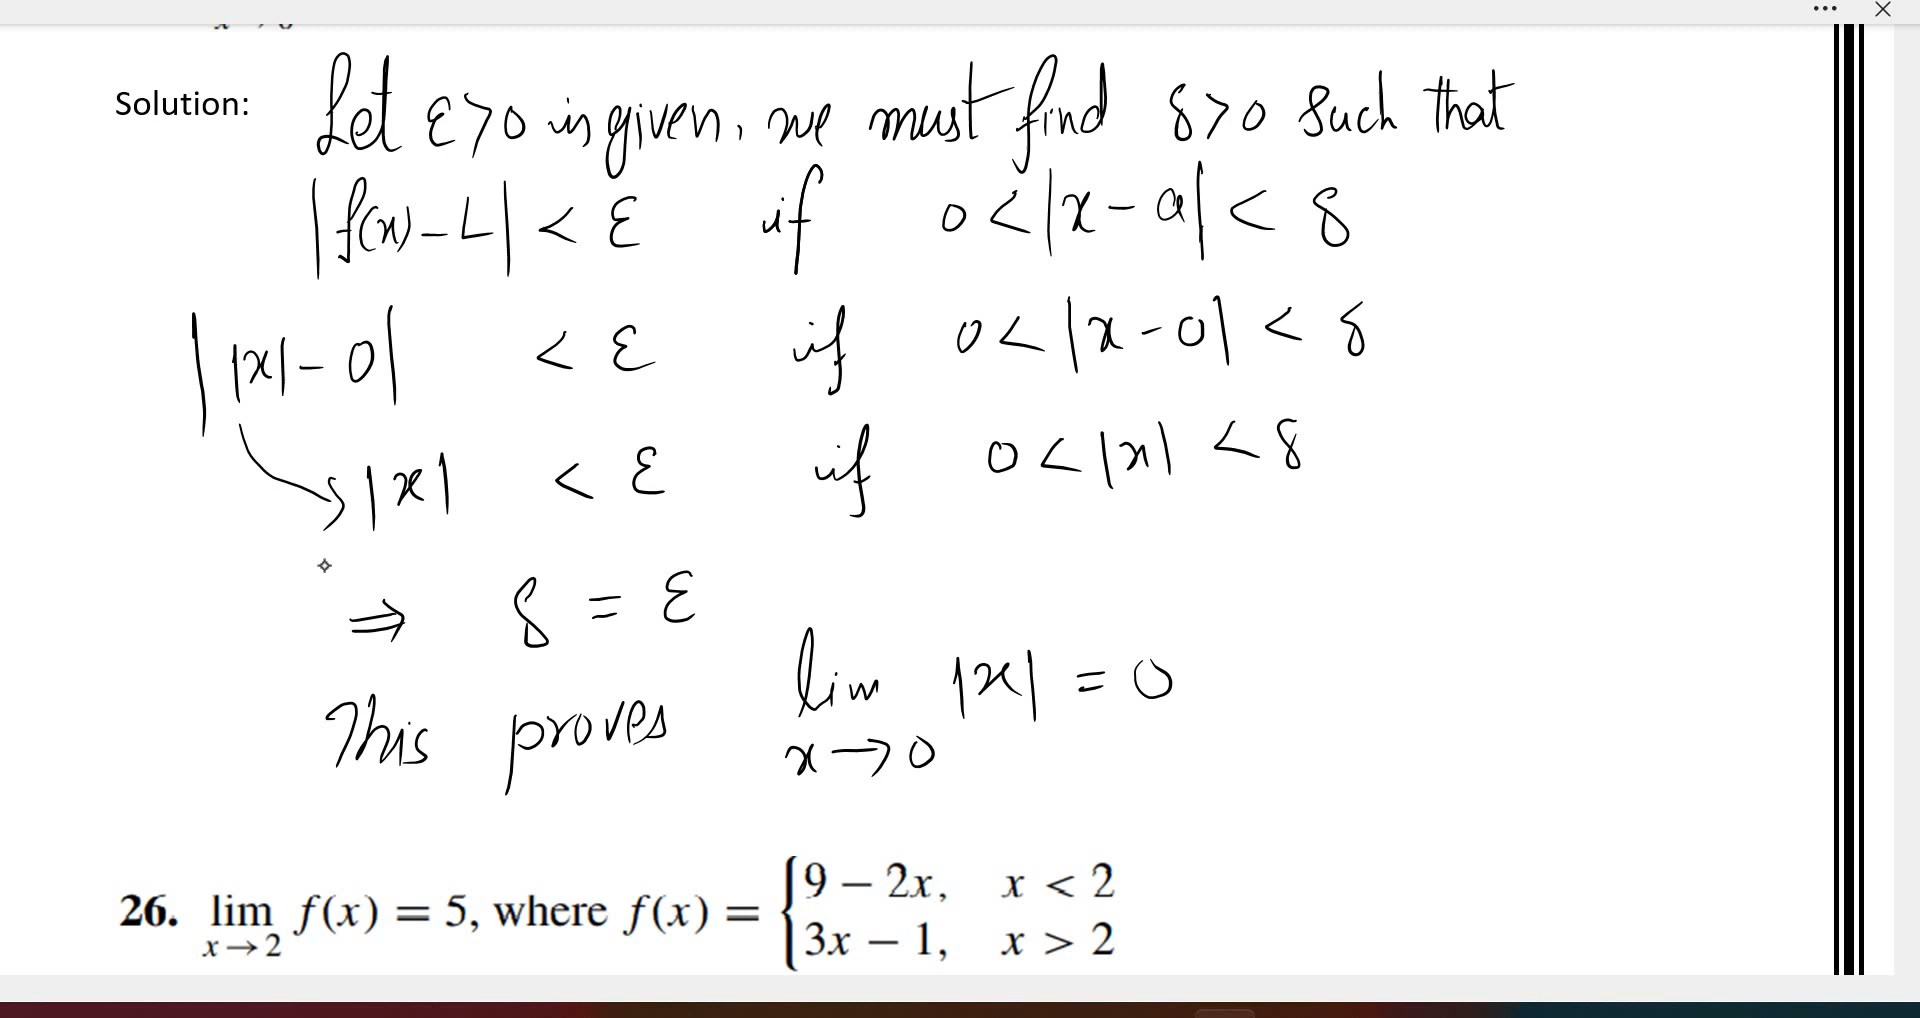 Solution: Let ε>0 is given, we must find δ>0 such that
|f(x)-L| < ε if 0<|x-a| < δ
||x|-0| < ε if 0<|x-0| < δ
|x| < ε if 0<|x| <δ
⇒ δ = ε
This proves lim |x| = 0
x→0
26. lim f(x) = 5, where f(x) = { 9 − 2x, x < 2
x→2 3x − 1, x > 2